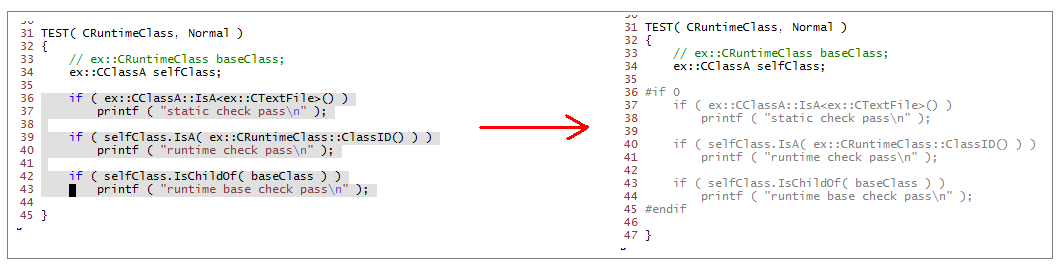 30
31 TEST( CRuntimeClass, Normal )
32 {
33     // ex::CRuntimeClass baseClass;
34     ex::CClassA selfClass;
35
36     if ( ex::CClassA::IsA<ex::CTextFile>() )
37         printf ( "static check pass\n" );
38
39     if ( selfClass.IsA( ex::CRuntimeClass::ClassID() ) )
40         printf ( "runtime check pass\n" );
41
42     if ( selfClass.IsChildOf( baseClass ) )
43         printf ( "runtime base check pass\n" );
44
45 }
30
31 TEST( CRuntimeClass, Normal )
32 {
33     // ex::CRuntimeClass baseClass;
34     ex::CClassA selfClass;
35
36 #if 0
37     if ( ex::CClassA::IsA<ex::CTextFile>() )
38         printf ( "static check pass\n" );
39
40     if ( selfClass.IsA( ex::CRuntimeClass::ClassID() ) )
41         printf ( "runtime check pass\n" );
42
43     if ( selfClass.IsChildOf( baseClass ) )
44         printf ( "runtime base check pass\n" );
45 #endif
46
47 }